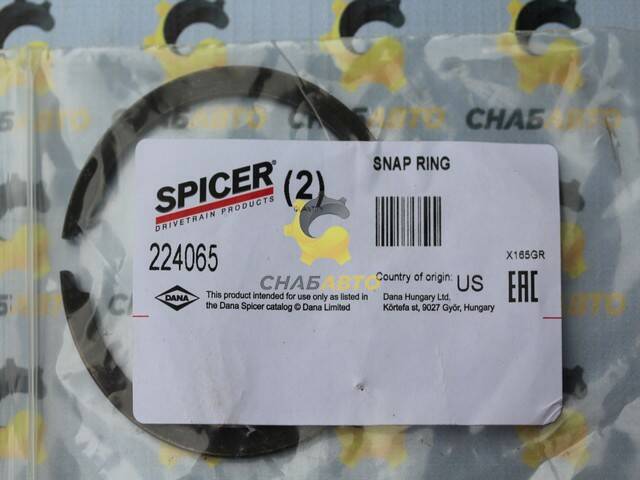 СНАБАВТО
СНАБАВТО
SPICER®
DRIVETRAIN PRODUCTS
(2)
SNAP RING
224065
X165GR
СНАБАВТО
Country of origin: US
EAC
DANA
This product intended for use only as listed in
the Dana Spicer catalog © Dana Limited
Dana Hungary Ltd.
Körtefa st, 9027 Győr, Hungary